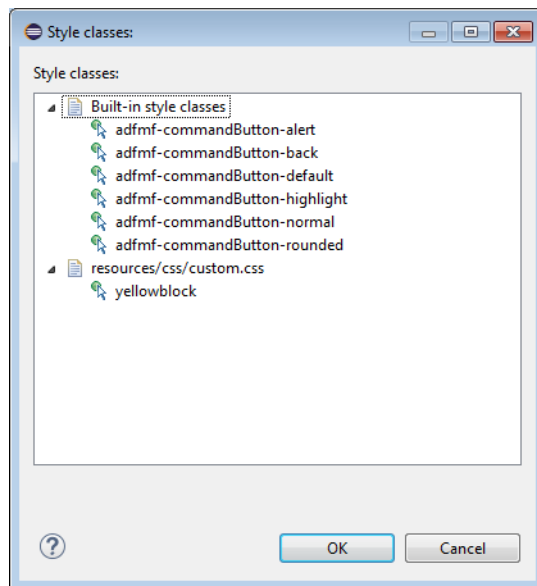 Style classes:
Style classes:
Built-in style classes
adfmf-commandButton-alert
adfmf-commandButton-back
adfmf-commandButton-default
adfmf-commandButton-highlight
adfmf-commandButton-normal
adfmf-commandButton-rounded
resources/css/custom.css
yellowblock
? OK Cancel